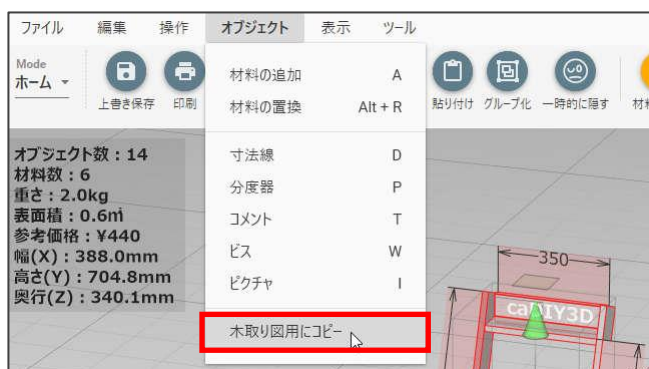 ファイル 編集 操作 オブジェクト 表示 ツール
Mode
ホーム
上書き保存 印刷 貼り付け グループ化 一時的に隠す
材料の追加 A
材料の置換 Alt + R
寸法線 D
分度器 P
コメント T
ビス W
ピクチャ I
木取り図用にコピー
オブジェクト数：14
材料数：6
重さ：2.0kg
表面積：0.6㎡
参考価格：¥440
幅(X)：388.0mm
高さ(Y)：704.8mm
奥行(Z)：340.1mm
350
caDIY3D